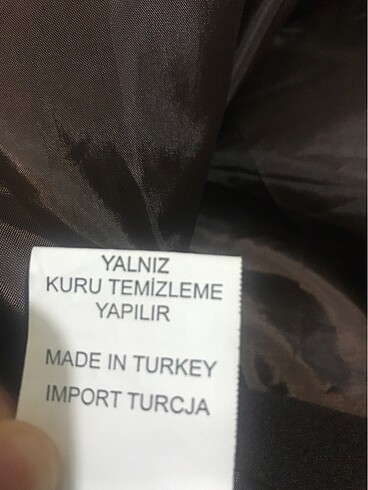 YALNIZ
KURU TEMİZLEME
YAPILIR
MADE IN TURKEY
IMPORT TURCJA